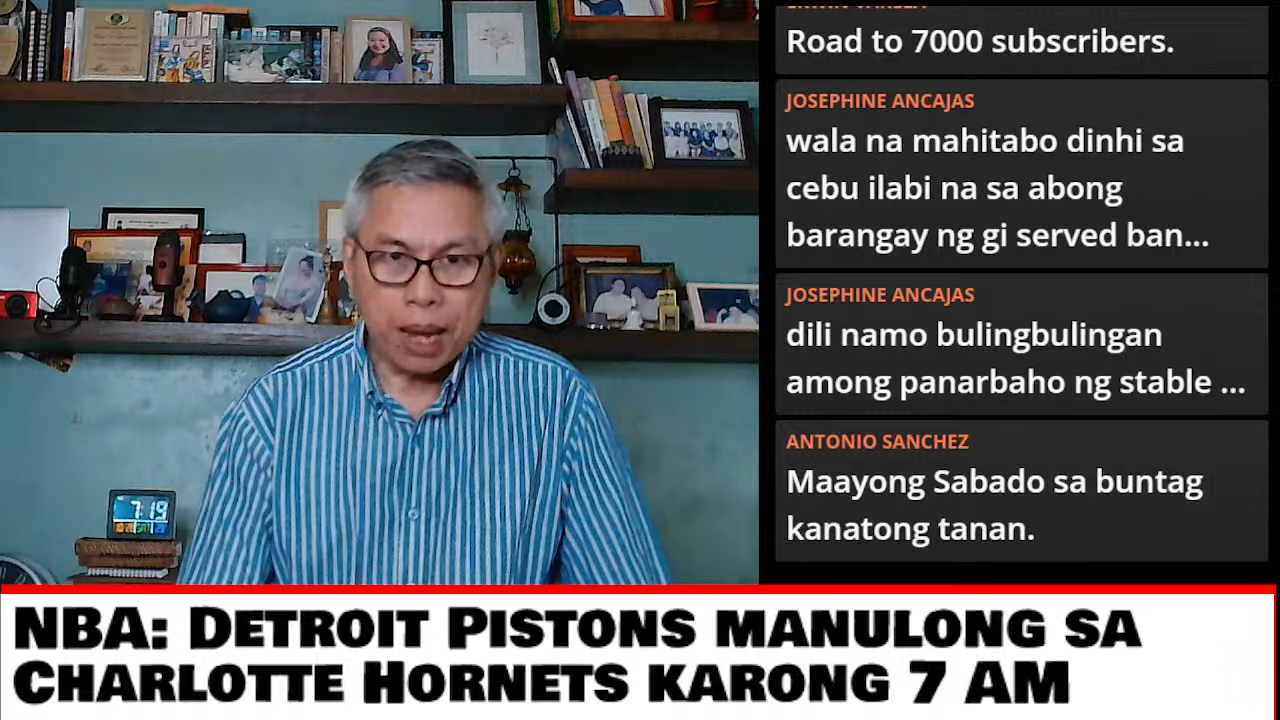 Road to 7000 subscribers.
JOSEPHINE ANCAJAS
wala na mahitabo dinhi sa
cebu ilabi na sa abong
barangay ng gi served ban...
JOSEPHINE ANCAJAS
dili namo bulingbulingan
among panarbaho ng stable ...
ANTONIO SANCHEZ
Maayong Sabado sa buntag
kanatong tanan.
7:19
NBA: DETROIT PISTONS MANULONG SA
CHARLOTTE HORNETS KARONG 7 AM